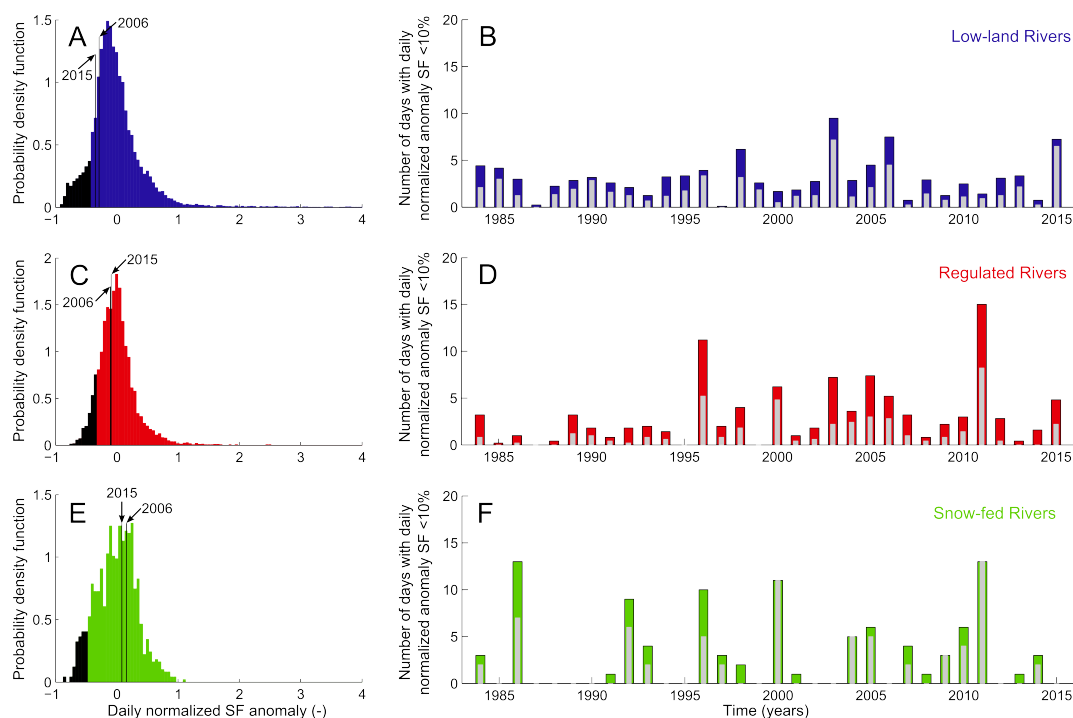 A
Probability density function
1.5
1
0.5
0
2006
2015
−1 0 1 2 3 4
B
Low-land Rivers
Number of days with daily
normalized anomaly SF <10%
20
15
10
5
0
1985 1990 1995 2000 2005 2010 2015
C
Probability density function
2
1.5
1
0.5
0
2015
2006
−1 0 1 2 3 4
D
Regulated Rivers
Number of days with daily
normalized anomaly SF <10%
20
15
10
5
0
1985 1990 1995 2000 2005 2010 2015
E
Probability density function
1.5
1
0.5
0
2015
2006
−1 0 1 2 3 4
Daily normalized SF anomaly (-)
F
Snow-fed Rivers
Number of days with daily
normalized anomaly SF <10%
20
15
10
5
0
1985 1990 1995 2000 2005 2010 2015
Time (years)